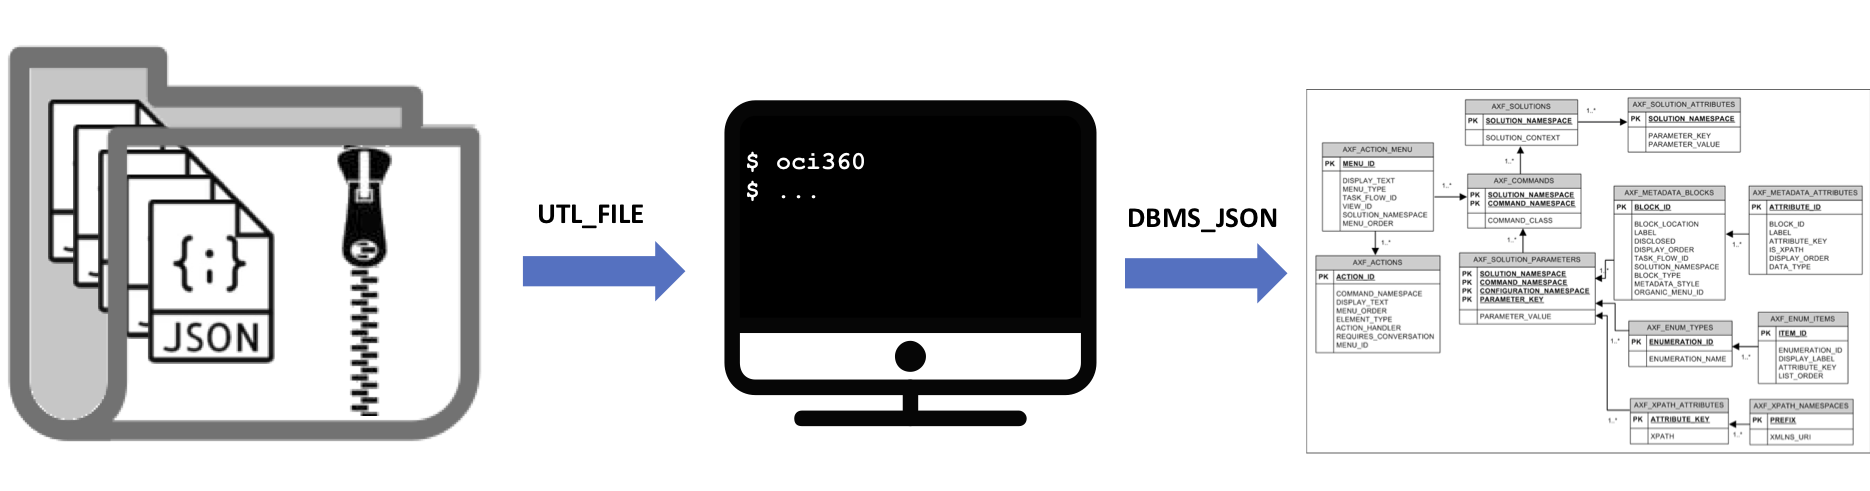 {;}
JSON
UTL_FILE
$ oci360
$ ...
DBMS_JSON
AXF_SOLUTIONS
PK SOLUTION_NAMESPACE
SOLUTION_CONTEXT
1..*
AXF_SOLUTION_ATTRIBUTES
PK SOLUTION_NAMESPACE
PARAMETER_KEY
PARAMETER_VALUE
AXF_ACTION_MENU
PK MENU_ID
DISPLAY_TEXT
MENU_TYPE
TASK_FLOW_ID
VIEW_ID
SOLUTION_NAMESPACE
MENU_ORDER
1..*
1..*
1..*
AXF_COMMANDS
PK SOLUTION_NAMESPACE
PK COMMAND_NAMESPACE
COMMAND_CLASS
1..*
AXF_METADATA_BLOCKS
PK BLOCK_ID
BLOCK_LOCATION
LABEL
DISCLOSED
DISPLAY_ORDER
TASK_FLOW_ID
SOLUTION_NAMESPACE
BLOCK_TYPE
METADATA_STYLE
ORGANIC_MENU_ID
1..*
AXF_METADATA_ATTRIBUTES
PK ATTRIBUTE_ID
BLOCK_ID
LABEL
ATTRIBUTE_KEY
IS_XPATH
DISPLAY_ORDER
DATA_TYPE
1..*
AXF_ACTIONS
PK ACTION_ID
COMMAND_NAMESPACE
DISPLAY_TEXT
MENU_ORDER
ELEMENT_TYPE
ACTION_HANDLER
REQUIRES_CONVERSATION
MENU_ID
AXF_SOLUTION_PARAMETERS
PK SOLUTION_NAMESPACE
PK COMMAND_NAMESPACE
PK CONFIGURATION_NAMESPACE
PK PARAMETER_KEY
PARAMETER_VALUE
AXF_ENUM_TYPES
PK ENUMERATION_ID
ENUMERATION_NAME
1..*
AXF_ENUM_ITEMS
PK ITEM_ID
ENUMERATION_ID
DISPLAY_LABEL
ATTRIBUTE_KEY
LIST_ORDER
1..*
AXF_XPATH_ATTRIBUTES
PK ATTRIBUTE_KEY
XPATH
1..*
AXF_XPATH_NAMESPACES
PK PREFIX
XMLNS_URI
1..*